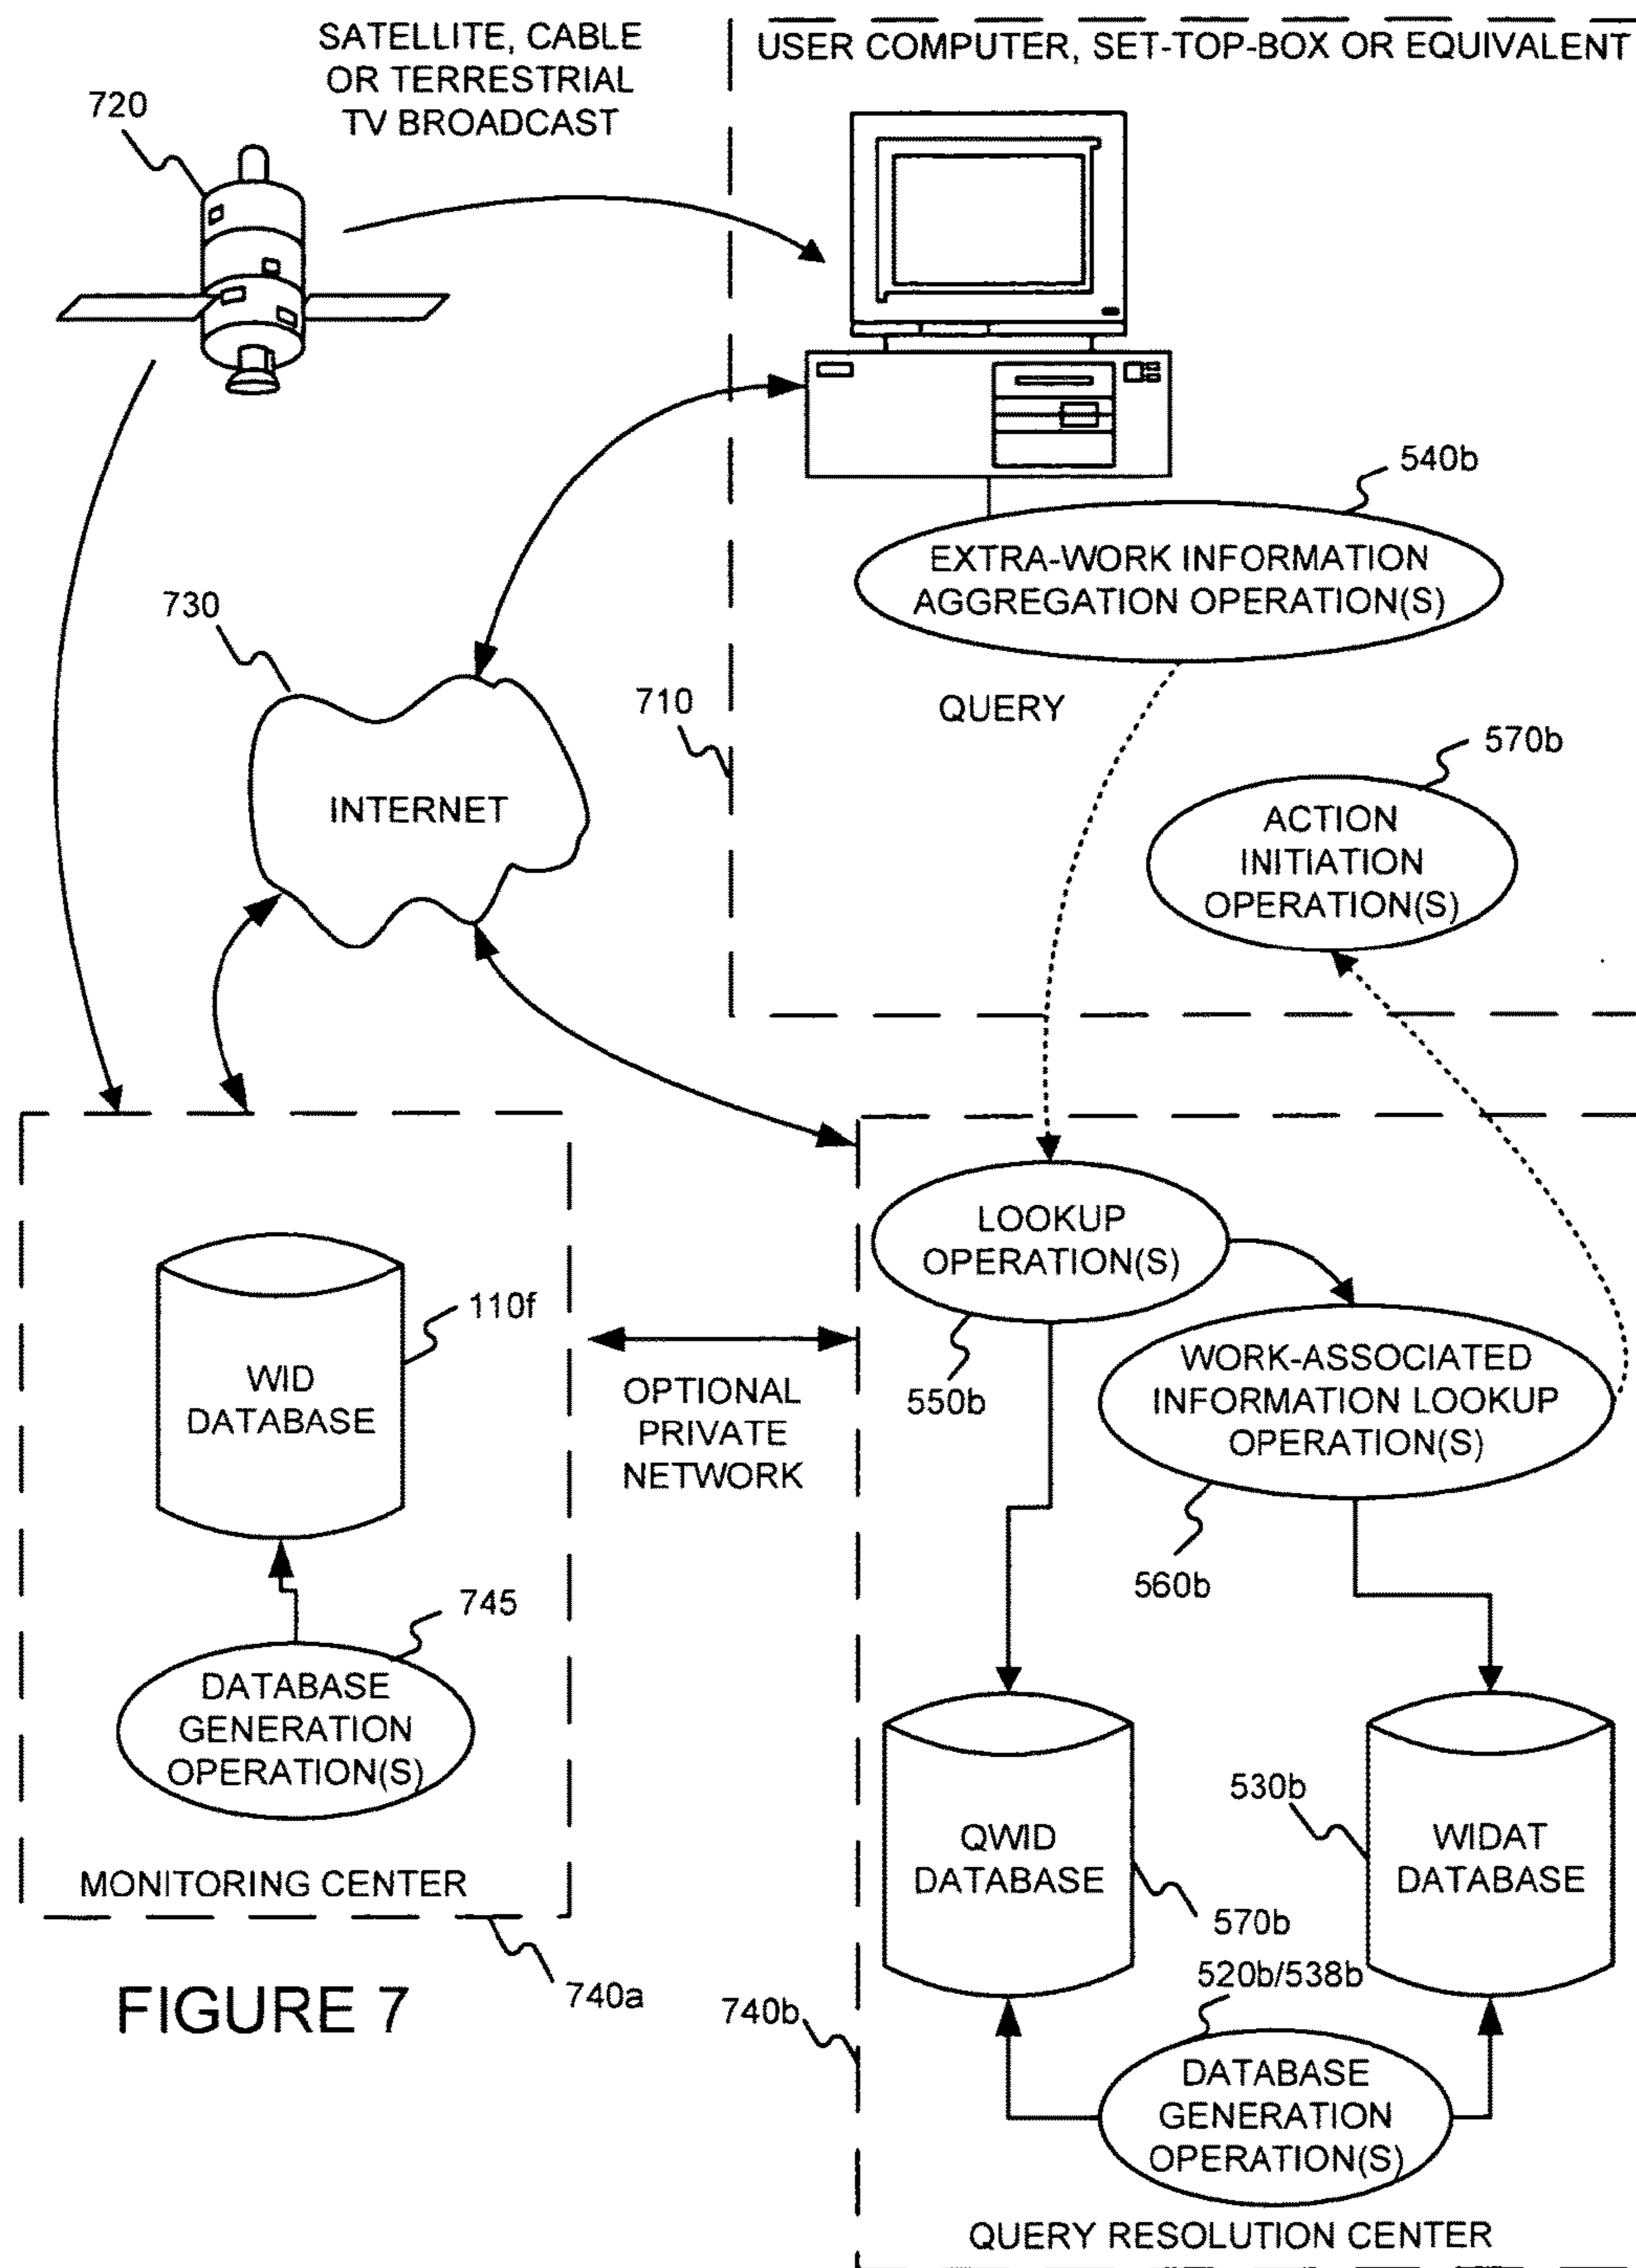 SATELLITE, CABLE
OR TERRESTRIAL
TV BROADCAST
USER COMPUTER, SET-TOP-BOX OR EQUIVALENT
720
540b
EXTRA-WORK INFORMATION
AGGREGATION OPERATION(S)
730
710
QUERY
570b
INTERNET
ACTION
INITIATION
OPERATION(S)
LOOKUP
OPERATION(S)
110f
WID
DATABASE
OPTIONAL
PRIVATE
NETWORK
550b
WORK-ASSOCIATED
INFORMATION LOOKUP
OPERATION(S)
560b
745
DATABASE
GENERATION
OPERATION(S)
530b
QWID
DATABASE
WIDAT
DATABASE
MONITORING CENTER
570b
740a
520b/538b
FIGURE 7
740b
DATABASE
GENERATION
OPERATION(S)
QUERY RESOLUTION CENTER